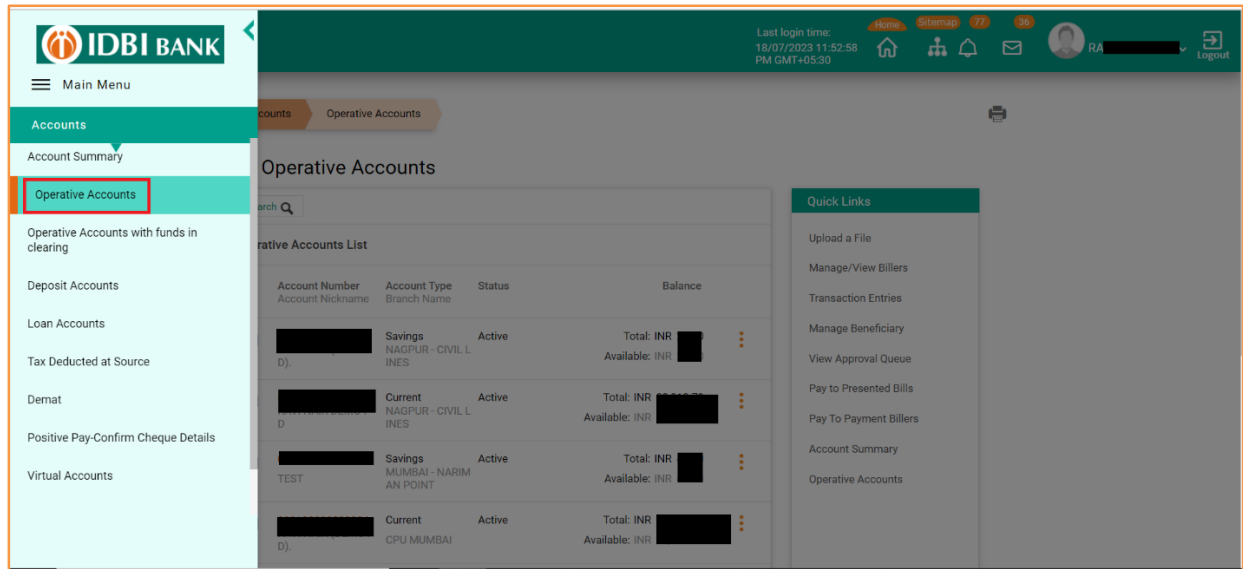 IDBI BANK
Main Menu
Accounts
Account Summary
Operative Accounts
Operative Accounts with funds in
clearing
Deposit Accounts
Loan Accounts
Tax Deducted at Source
Demat
Positive Pay-Confirm Cheque Details
Virtual Accounts
Last login time:
18/07/2023 11:52:58
PM GMT+05:30
Home
Sitemap
77
36
RA
Logout
counts
Operative Accounts
Operative Accounts
arch
rative Accounts List
Account Number Account Type Status Balance
Account Nickname Branch Name
Savings Active Total: INR
NAGPUR - CIVIL L Available: INR
D). INES
Current Active Total: INR
NAGPUR - CIVIL L Available: INR
D INES
Savings Active Total: INR
MUMBAI - NARIM Available: INR
TEST AN POINT
Current Active Total: INR
CPU MUMBAI Available: INR
D).
Quick Links
Upload a File
Manage/View Billers
Transaction Entries
Manage Beneficiary
View Approval Queue
Pay to Presented Bills
Pay To Payment Billers
Account Summary
Operative Accounts